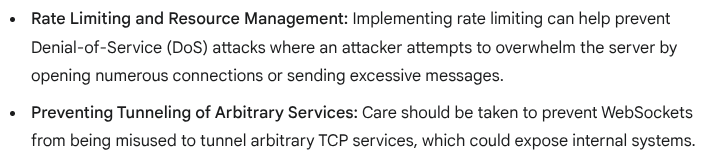 • Rate Limiting and Resource Management: Implementing rate limiting can help prevent
Denial-of-Service (DoS) attacks where an attacker attempts to overwhelm the server by
opening numerous connections or sending excessive messages.
• Preventing Tunneling of Arbitrary Services: Care should be taken to prevent WebSockets
from being misused to tunnel arbitrary TCP services, which could expose internal systems.